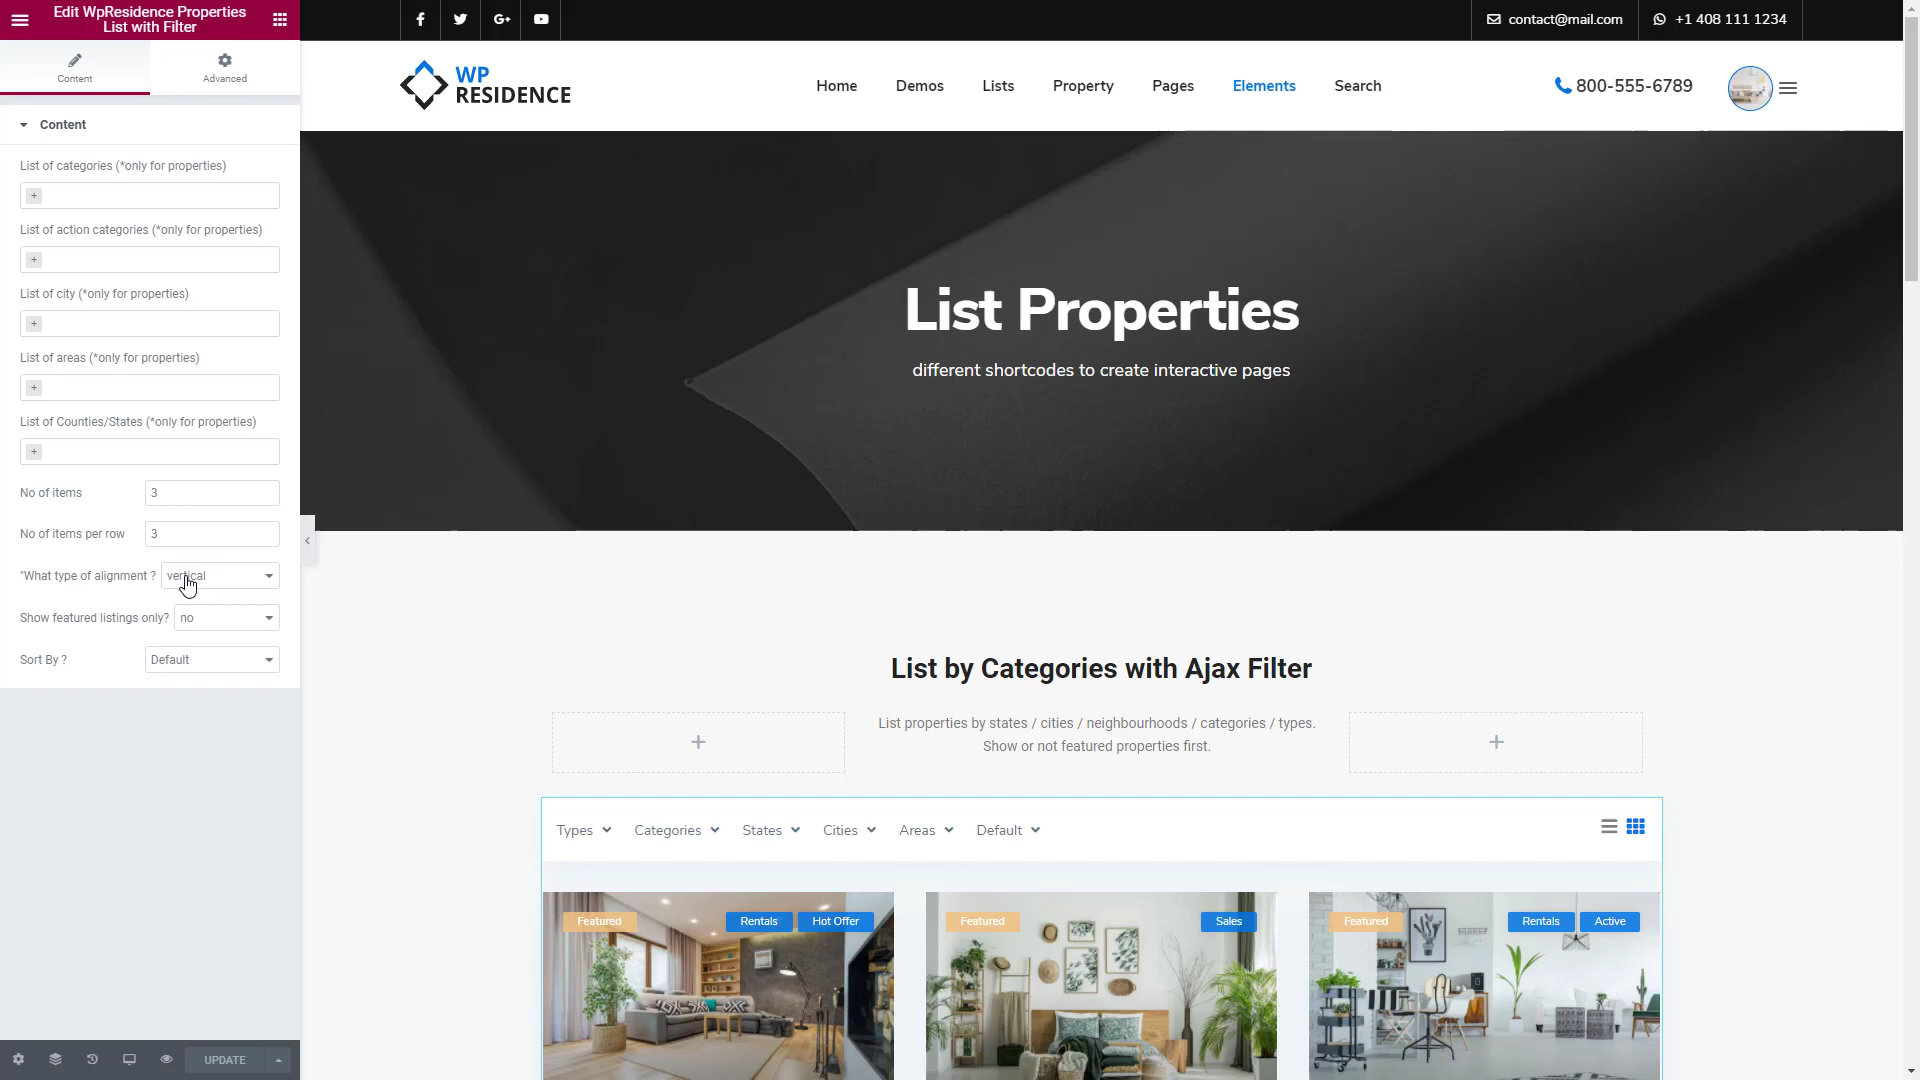 Edit WpResidence Properties
List with Filter
Content
Advanced
Content
List of categories (*only for properties)
+
List of action categories (*only for properties)
+
List of city (*only for properties)
+
List of areas (*only for properties)
+
List of Counties/States (*only for properties)
+
No of items
3
No of items per row
3
"What type of alignment ?
vertical
Show featured listings only?
no
Sort By ?
Default
UPDATE
G+
contact@mail.com
+1 408 111 1234
WP
RESIDENCE
Home
Demos
Lists
Property
Pages
Elements
Search
800-555-6789
List Properties
different shortcodes to create interactive pages
List by Categories with Ajax Filter
List properties by states / cities / neighbourhoods / categories / types.
Show or not featured properties first.
Types
Categories
States
Cities
Areas
Default
Featured
Rentals
Hot Offer
Featured
Sales
Featured
Rentals
Active